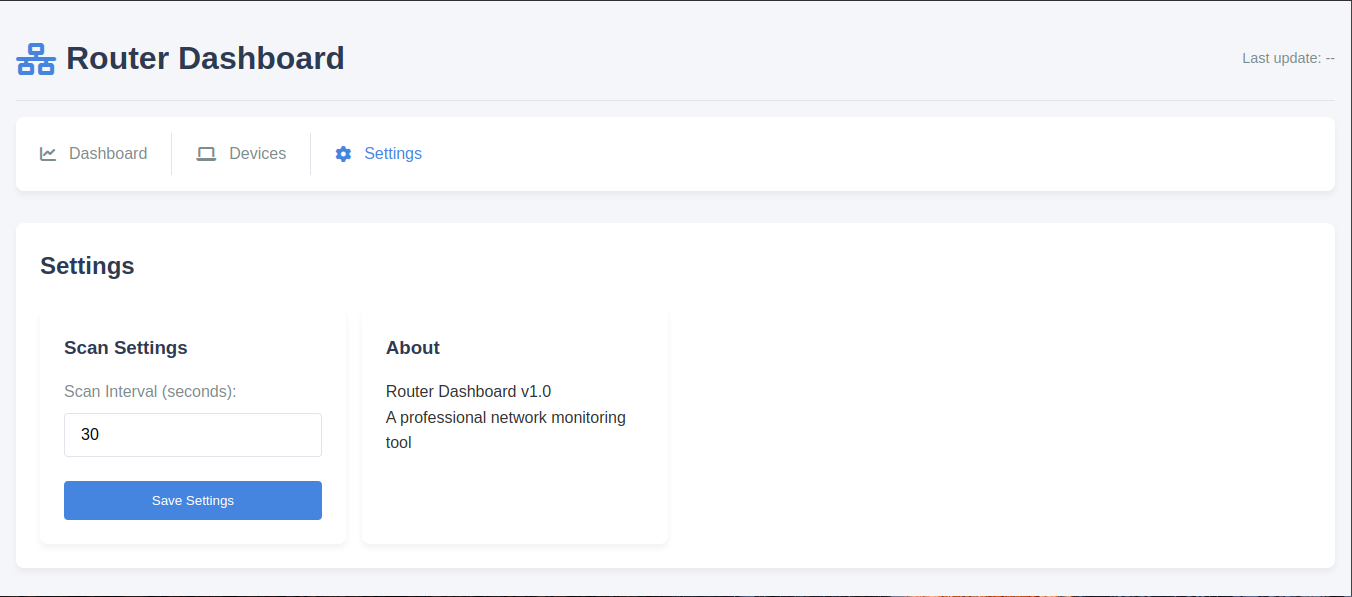 Router Dashboard
Last update: --
Dashboard
Devices
Settings
Settings
Scan Settings
Scan Interval (seconds):
30
Save Settings
About
Router Dashboard v1.0
A professional network monitoring
tool